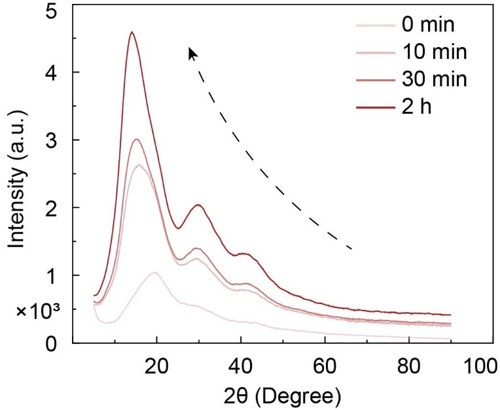 5
4
3
2
1
×10³
0
Intensity (a.u.)
0 min
10 min
30 min
2 h
20 40 60 80 100
2θ (Degree)